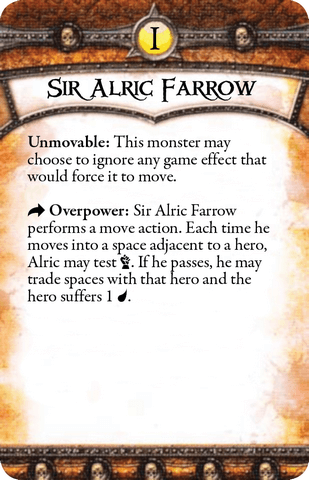 I
Sir Alric Farrow
Unmovable: This monster may
choose to ignore any game effect that
would force it to move.
Overpower: Sir Alric Farrow
performs a move action. Each time he
moves into a space adjacent to a hero,
Alric may test . If he passes, he may
trade spaces with that hero and the
hero suffers 1 .